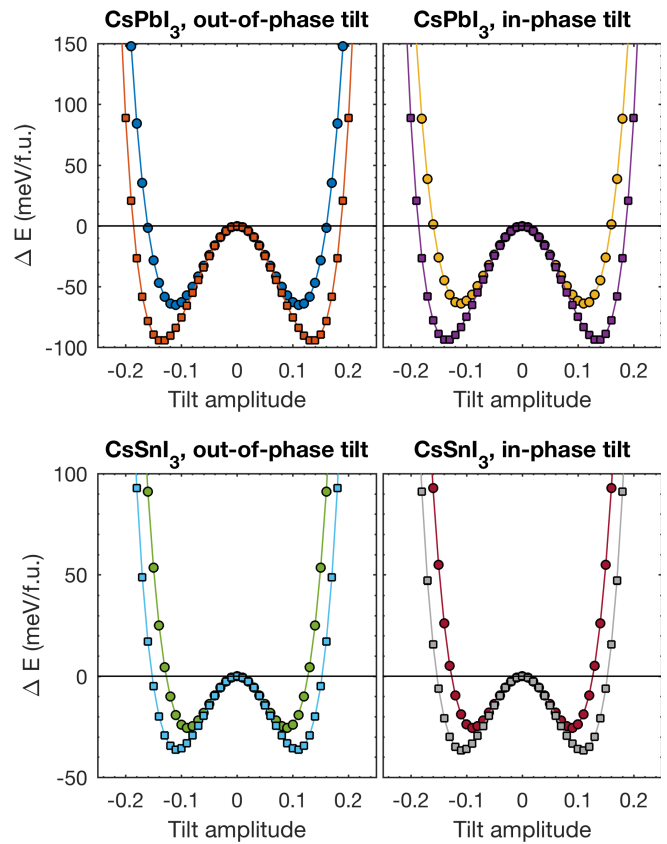 CsPbI3, out-of-phase tilt
CsPbI3, in-phase tilt
150
100
50
0
-50
-100
Δ E (meV/f.u.)
-0.2 -0.1 0 0.1 0.2
-0.2 -0.1 0 0.1 0.2
Tilt amplitude
Tilt amplitude
CsSnI3, out-of-phase tilt
CsSnI3, in-phase tilt
100
50
0
-50
Δ E (meV/f.u.)
-0.2 -0.1 0 0.1 0.2
-0.2 -0.1 0 0.1 0.2
Tilt amplitude
Tilt amplitude